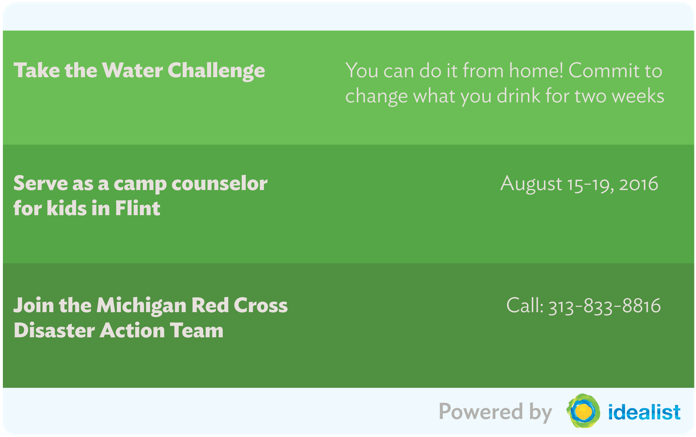 Take the Water Challenge
You can do it from home! Commit to
change what you drink for two weeks
Serve as a camp counselor
for kids in Flint
August 15-19, 2016
Join the Michigan Red Cross
Disaster Action Team
Call: 313-833-8816
Powered by idealist